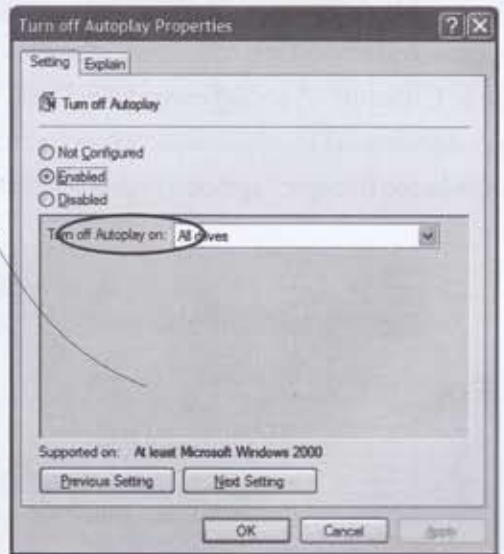 Turn off Autoplay Properties
Setting Explain
Turn off Autoplay
Not Configured
Enabled
Disabled
Turn off Autoplay on: All drives
Supported on: At least Microsoft Windows 2000
Previous Setting Next Setting
OK Cancel Apply